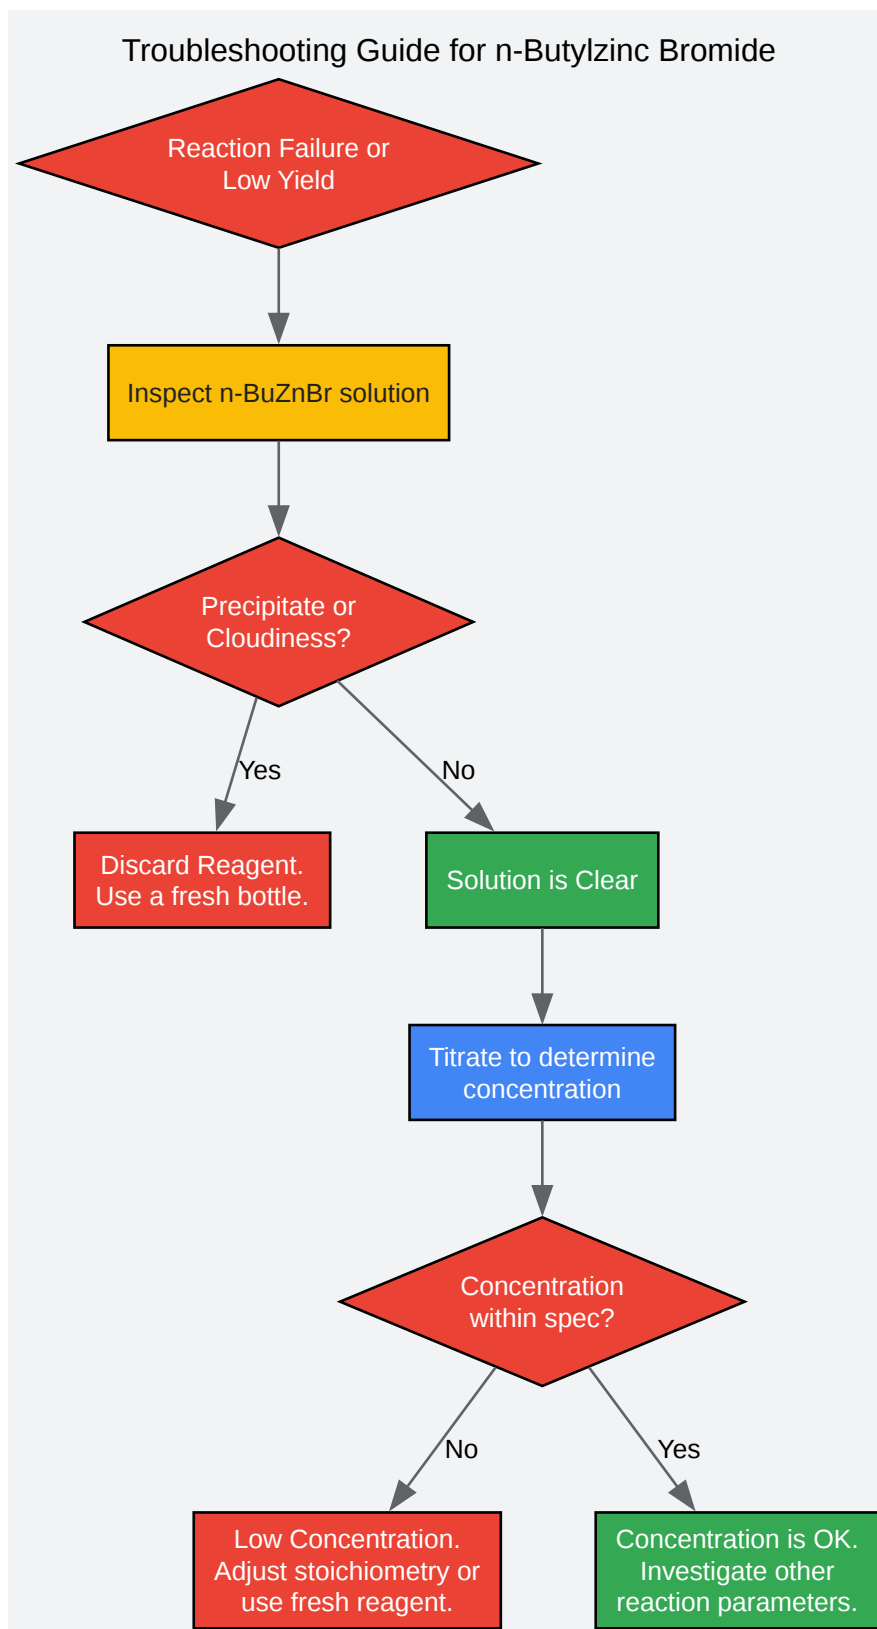 Troubleshooting Guide for n-Butylzinc Bromide
Reaction Failure or
Low Yield
Inspect n-BuZnBr solution
Precipitate or
Cloudiness?
Yes
No
Discard Reagent.
Use a fresh bottle.
Solution is Clear
Titrate to determine
concentration
Concentration
within spec?
No
Yes
Low Concentration.
Adjust stoichiometry or
use fresh reagent.
Concentration is OK.
Investigate other
reaction parameters.